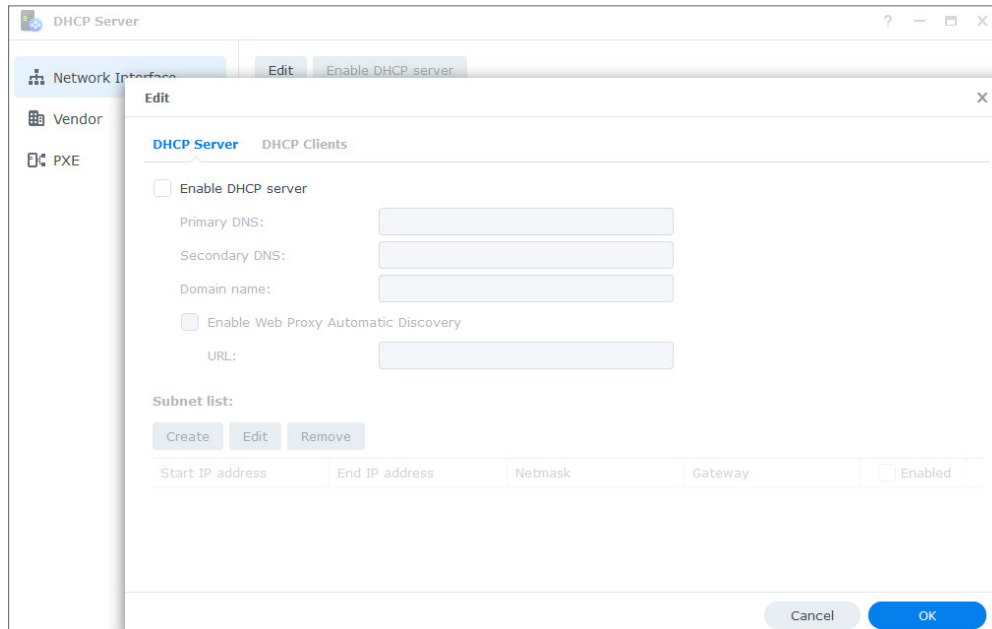 DHCP Server
Network Interface
Edit Enable DHCP server
Vendor
PXE
Edit
DHCP Server DHCP Clients
Enable DHCP server
Primary DNS:
Secondary DNS:
Domain name:
Enable Web Proxy Automatic Discovery
URL:
Subnet list:
Create Edit Remove
Start IP address End IP address Netmask Gateway Enabled
Cancel OK